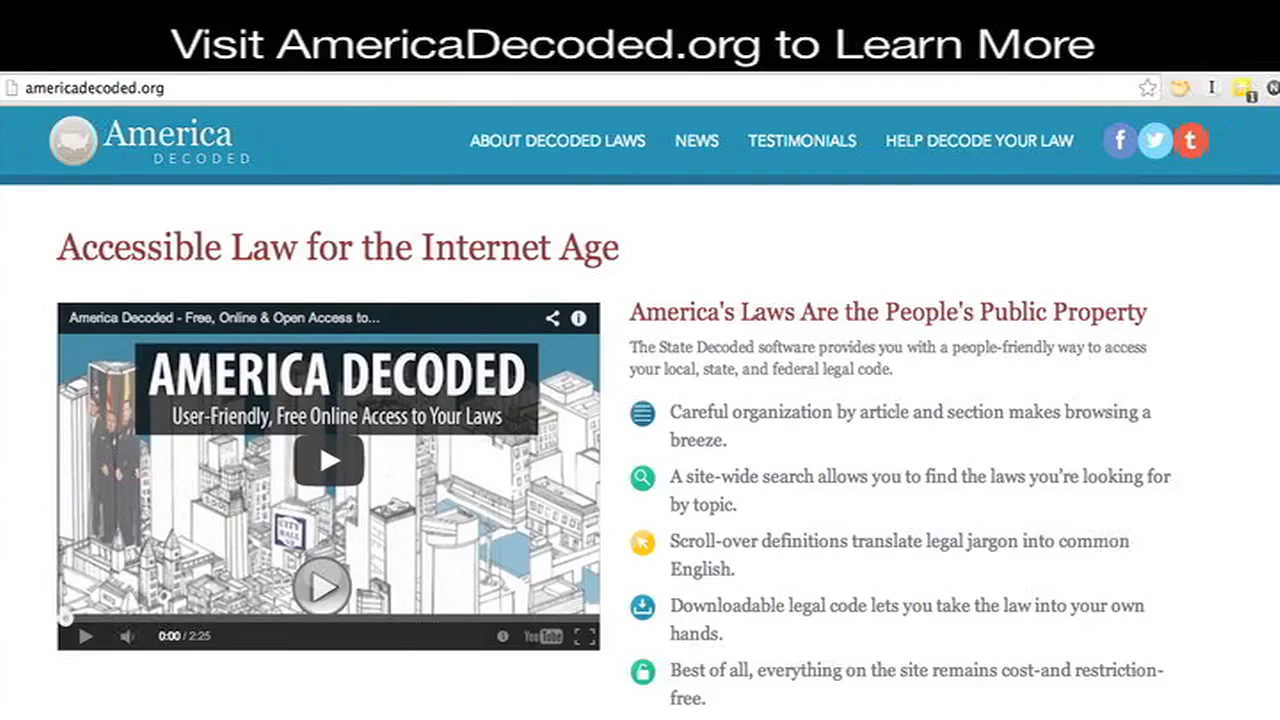 Visit AmericaDecoded.org to Learn More
americadecoded.org
America
DECODED
ABOUT DECODED LAWS NEWS TESTIMONIALS HELP DECODE YOUR LAW
f t
Accessible Law for the Internet Age
America Decoded - Free, Online & Open Access to...
AMERICA DECODED
User-Friendly, Free Online Access to Your Laws
CITY
HALL
0:00 / 2:25
YouTube
America's Laws Are the People's Public Property
The State Decoded software provides you with a people-friendly way to access
your local, state, and federal legal code.
Careful organization by article and section makes browsing a
breeze.
A site-wide search allows you to find the laws you're looking for
by topic.
Scroll-over definitions translate legal jargon into common
English.
Downloadable legal code lets you take the law into your own
hands.
Best of all, everything on the site remains cost-and restriction-
free.